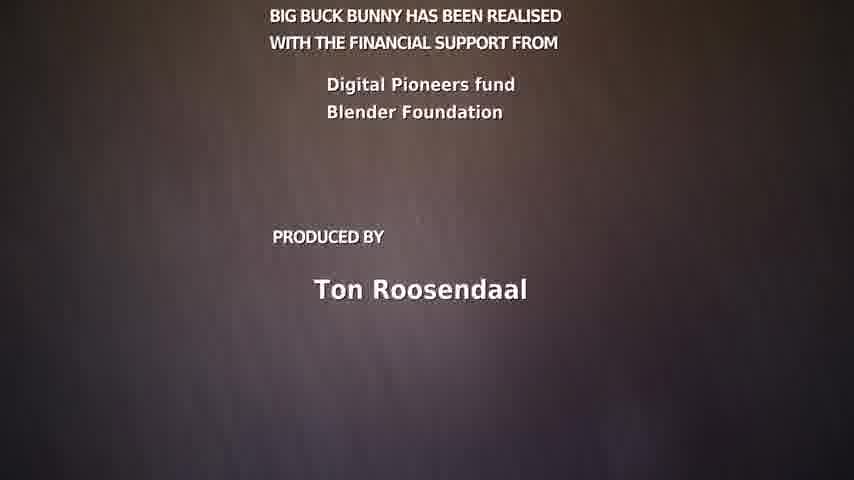 BIG BUCK BUNNY HAS BEEN REALISED
WITH THE FINANCIAL SUPPORT FROM
Digital Pioneers fund
Blender Foundation
PRODUCED BY
Ton Roosendaal